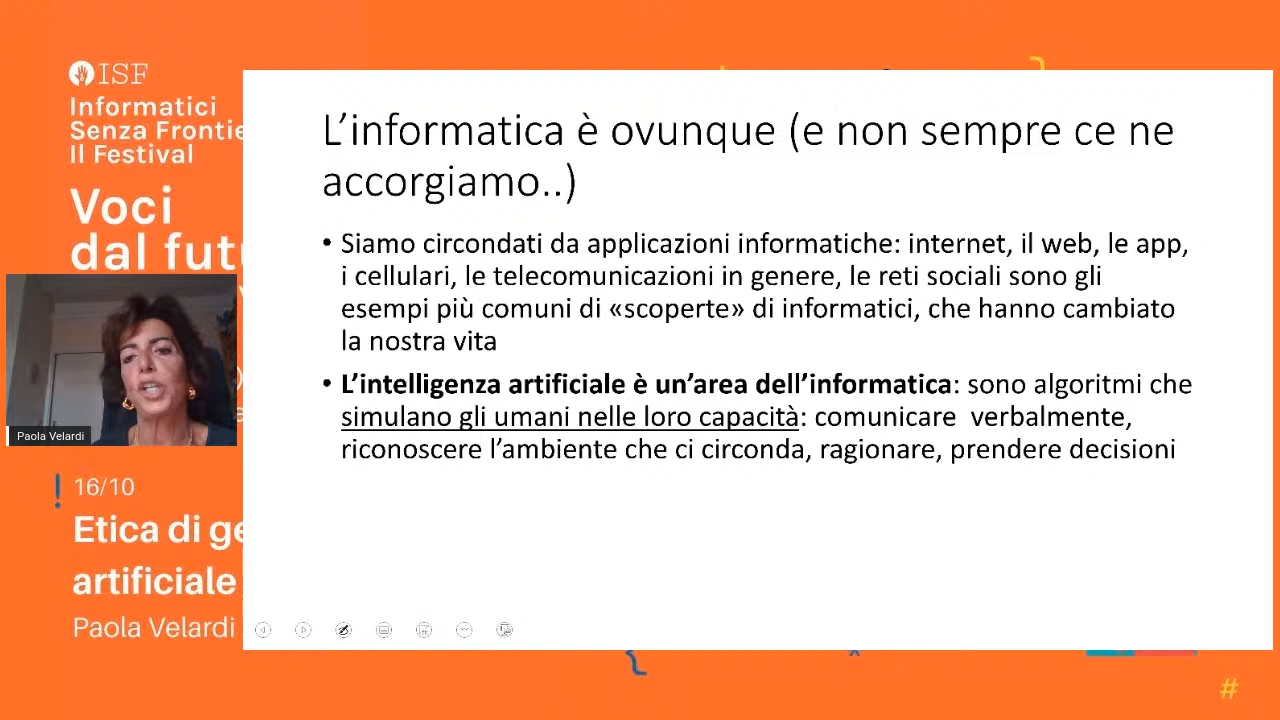 ISF
Informatici
Senza Frontie
Il Festival
Voci
dal futu
Paola Velardi
16/10
Etica di ge
artificiale
Paola Velardi
L’informatica è ovunque (e non sempre ce ne
accorgiamo..)
• Siamo circondati da applicazioni informatiche: internet, il web, le app,
i cellulari, le telecomunicazioni in genere, le reti sociali sono gli
esempi più comuni di «scoperte» di informatici, che hanno cambiato
la nostra vita
• L’intelligenza artificiale è un’area dell’informatica: sono algoritmi che
simulano gli umani nelle loro capacità: comunicare verbalmente,
riconoscere l’ambiente che ci circonda, ragionare, prendere decisioni
#